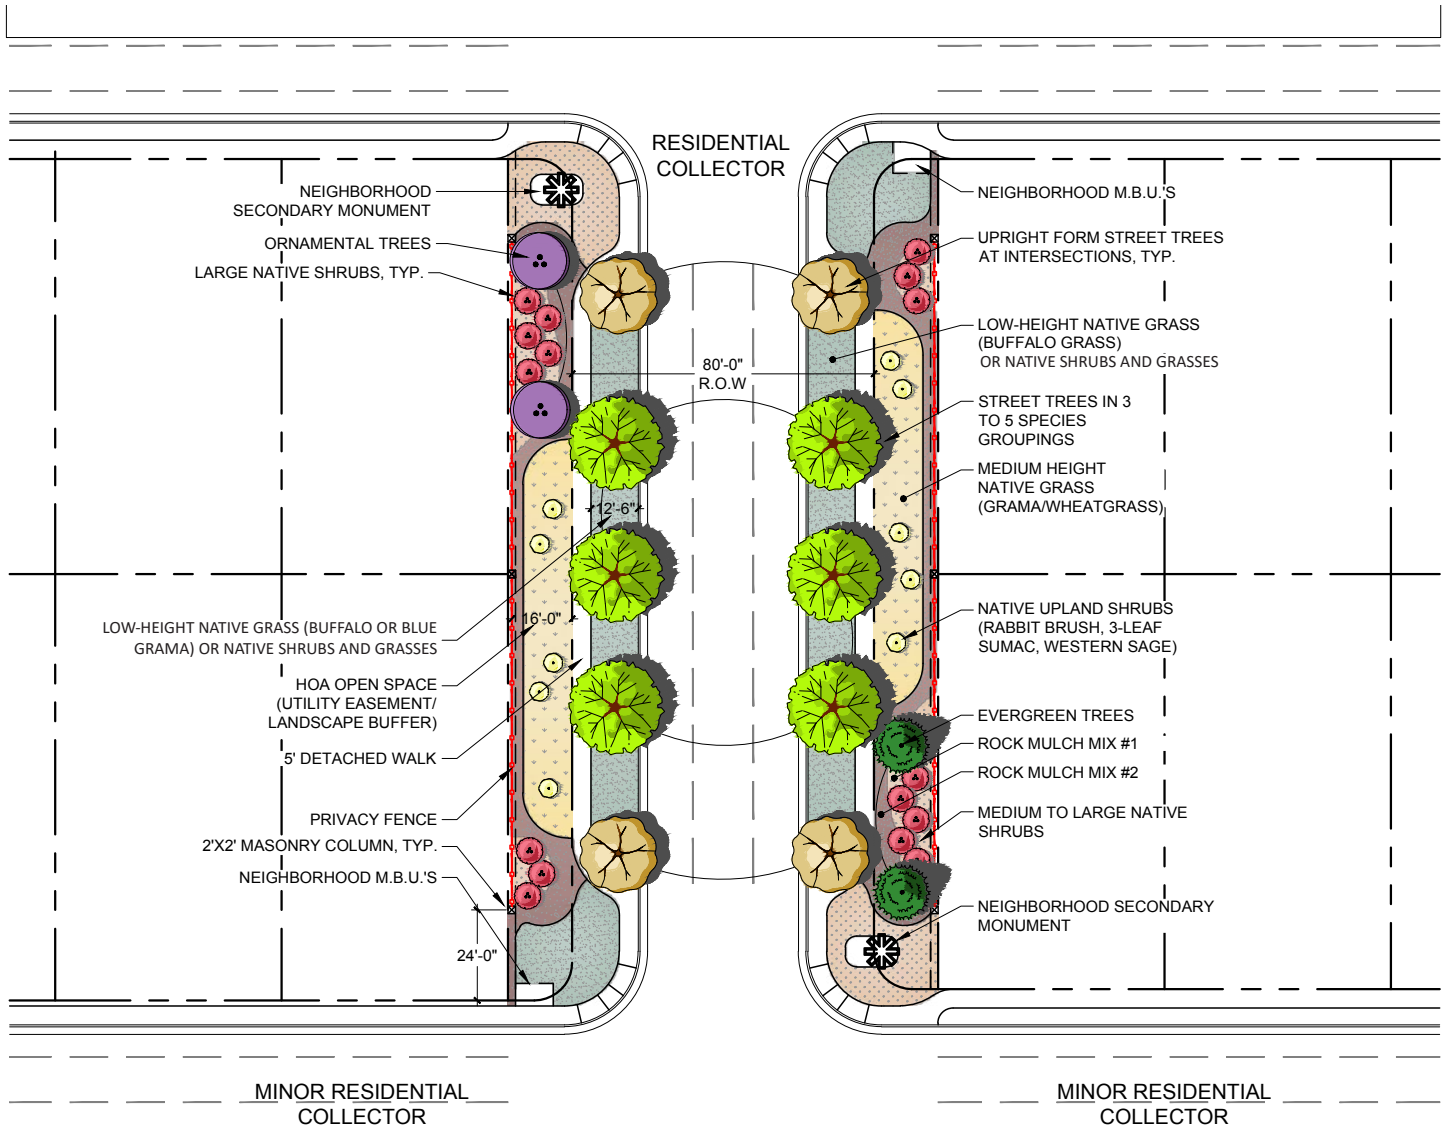 RESIDENTIAL
COLLECTOR
NEIGHBORHOOD
SECONDARY MONUMENT
ORNAMENTAL TREES
LARGE NATIVE SHRUBS, TYP.
80'-0"
R.O.W
12'-6"
16'-0"
LOW-HEIGHT NATIVE GRASS (BUFFALO OR BLUE
GRAMA) OR NATIVE SHRUBS AND GRASSES
HOA OPEN SPACE
(UTILITY EASEMENT/
LANDSCAPE BUFFER)
5' DETACHED WALK
PRIVACY FENCE
2'X2' MASONRY COLUMN, TYP.
NEIGHBORHOOD M.B.U.'S
24'-0"
NEIGHBORHOOD M.B.U.'S
UPRIGHT FORM STREET TREES
AT INTERSECTIONS, TYP.
LOW-HEIGHT NATIVE GRASS
(BUFFALO GRASS)
OR NATIVE SHRUBS AND GRASSES
STREET TREES IN 3
TO 5 SPECIES
GROUPINGS
MEDIUM HEIGHT
NATIVE GRASS
(GRAMA/WHEATGRASS)
NATIVE UPLAND SHRUBS
(RABBIT BRUSH, 3-LEAF
SUMAC, WESTERN SAGE)
EVERGREEN TREES
ROCK MULCH MIX #1
ROCK MULCH MIX #2
MEDIUM TO LARGE NATIVE
SHRUBS
NEIGHBORHOOD SECONDARY
MONUMENT
MINOR RESIDENTIAL
COLLECTOR
MINOR RESIDENTIAL
COLLECTOR